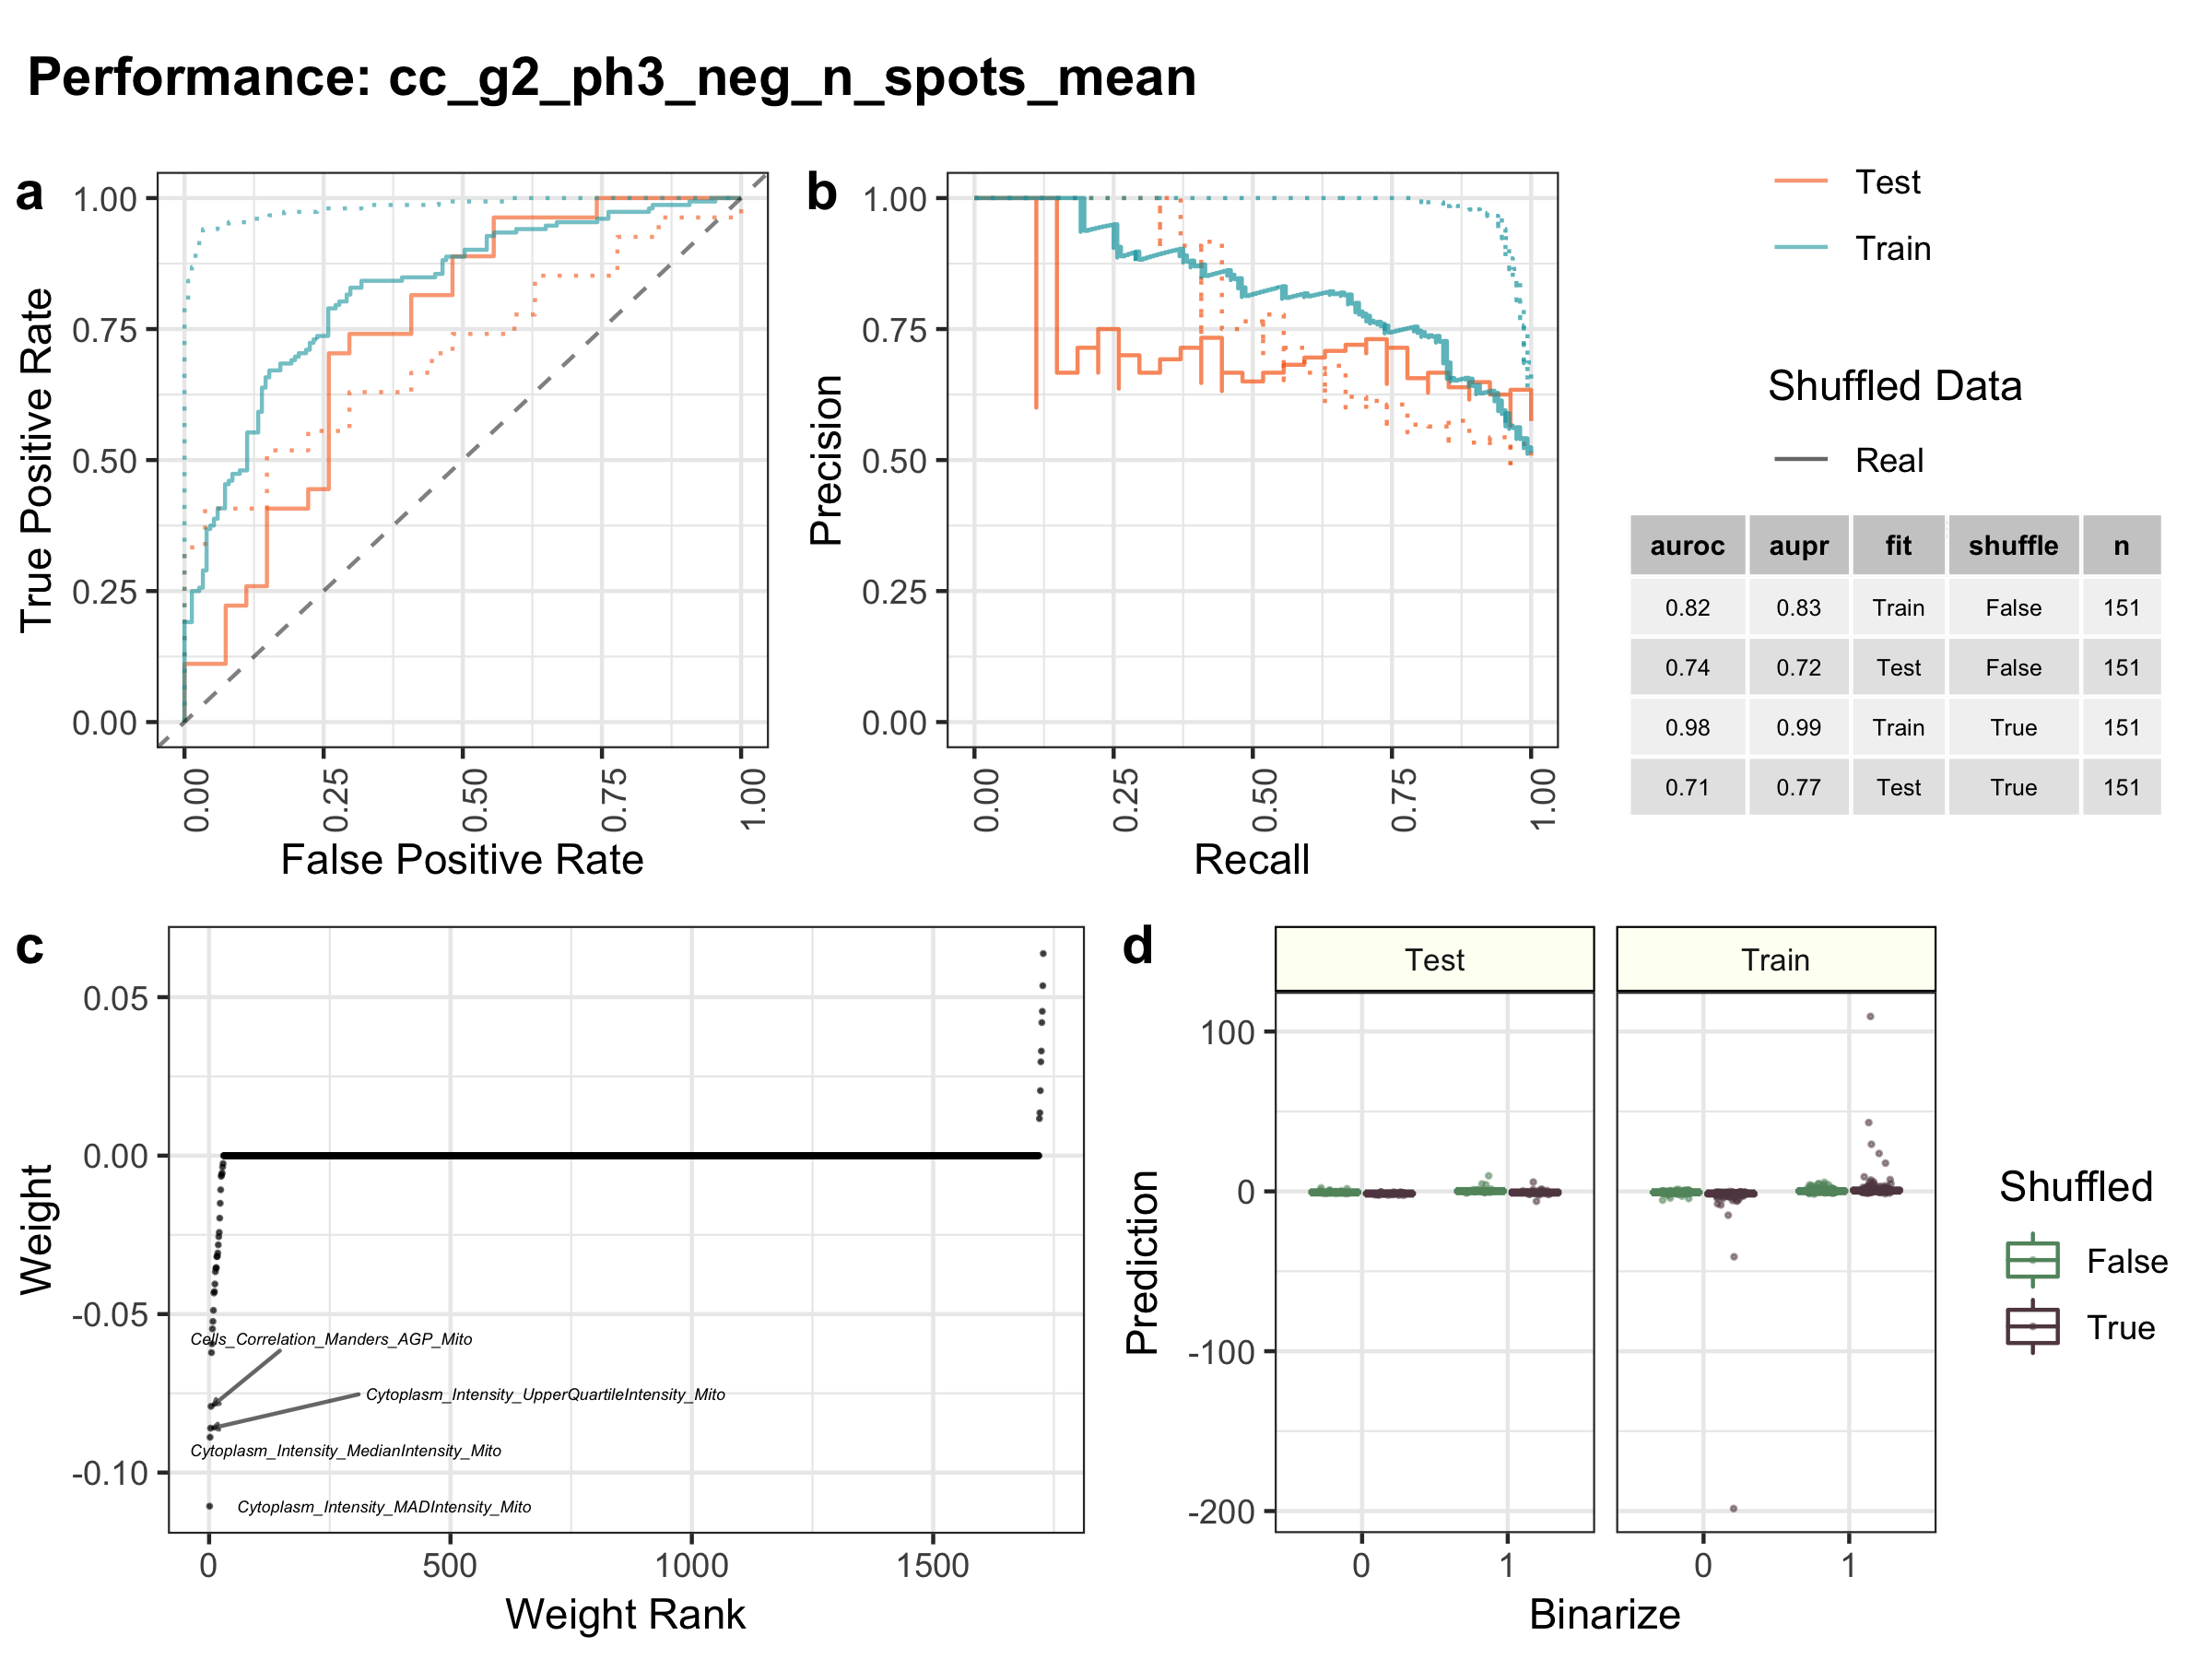 Performance: cc_g2_ph3_neg_n_spots_mean
a
1.00
0.75
0.50
0.25
0.00
True Positive Rate
0.00
0.25
0.50
0.75
1.00
False Positive Rate
b
1.00
0.75
0.50
0.25
0.00
Precision
0.00
0.25
0.50
0.75
1.00
Recall
Test
Train
Shuffled Data
Real
auroc aupr fit shuffle n
0.82 0.83 Train False 151
0.74 0.72 Test False 151
0.98 0.99 Train True 151
0.71 0.77 Test True 151
c
0.05
0.00
-0.05
-0.10
Weight
Cells_Correlation_Manders_AGP_Mito
Cytoplasm_Intensity_UpperQuartileIntensity_Mito
Cytoplasm_Intensity_MedianIntensity_Mito
Cytoplasm_Intensity_MADIntensity_Mito
0 500 1000 1500
Weight Rank
d
Test Train
100
0
-100
-200
Prediction
0 1 0 1
Binarize
Shuffled
False
True